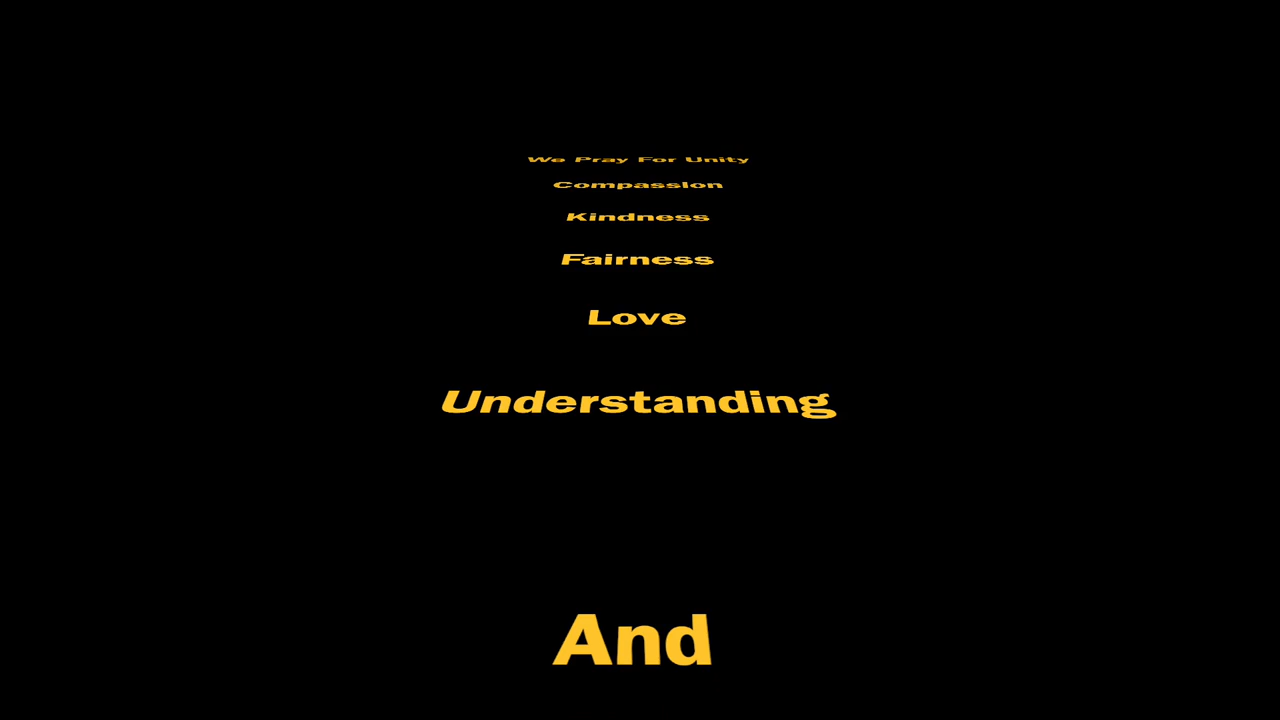 We Pray For Unity
Compassion
Kindness
Fairness
Love
Understanding
And